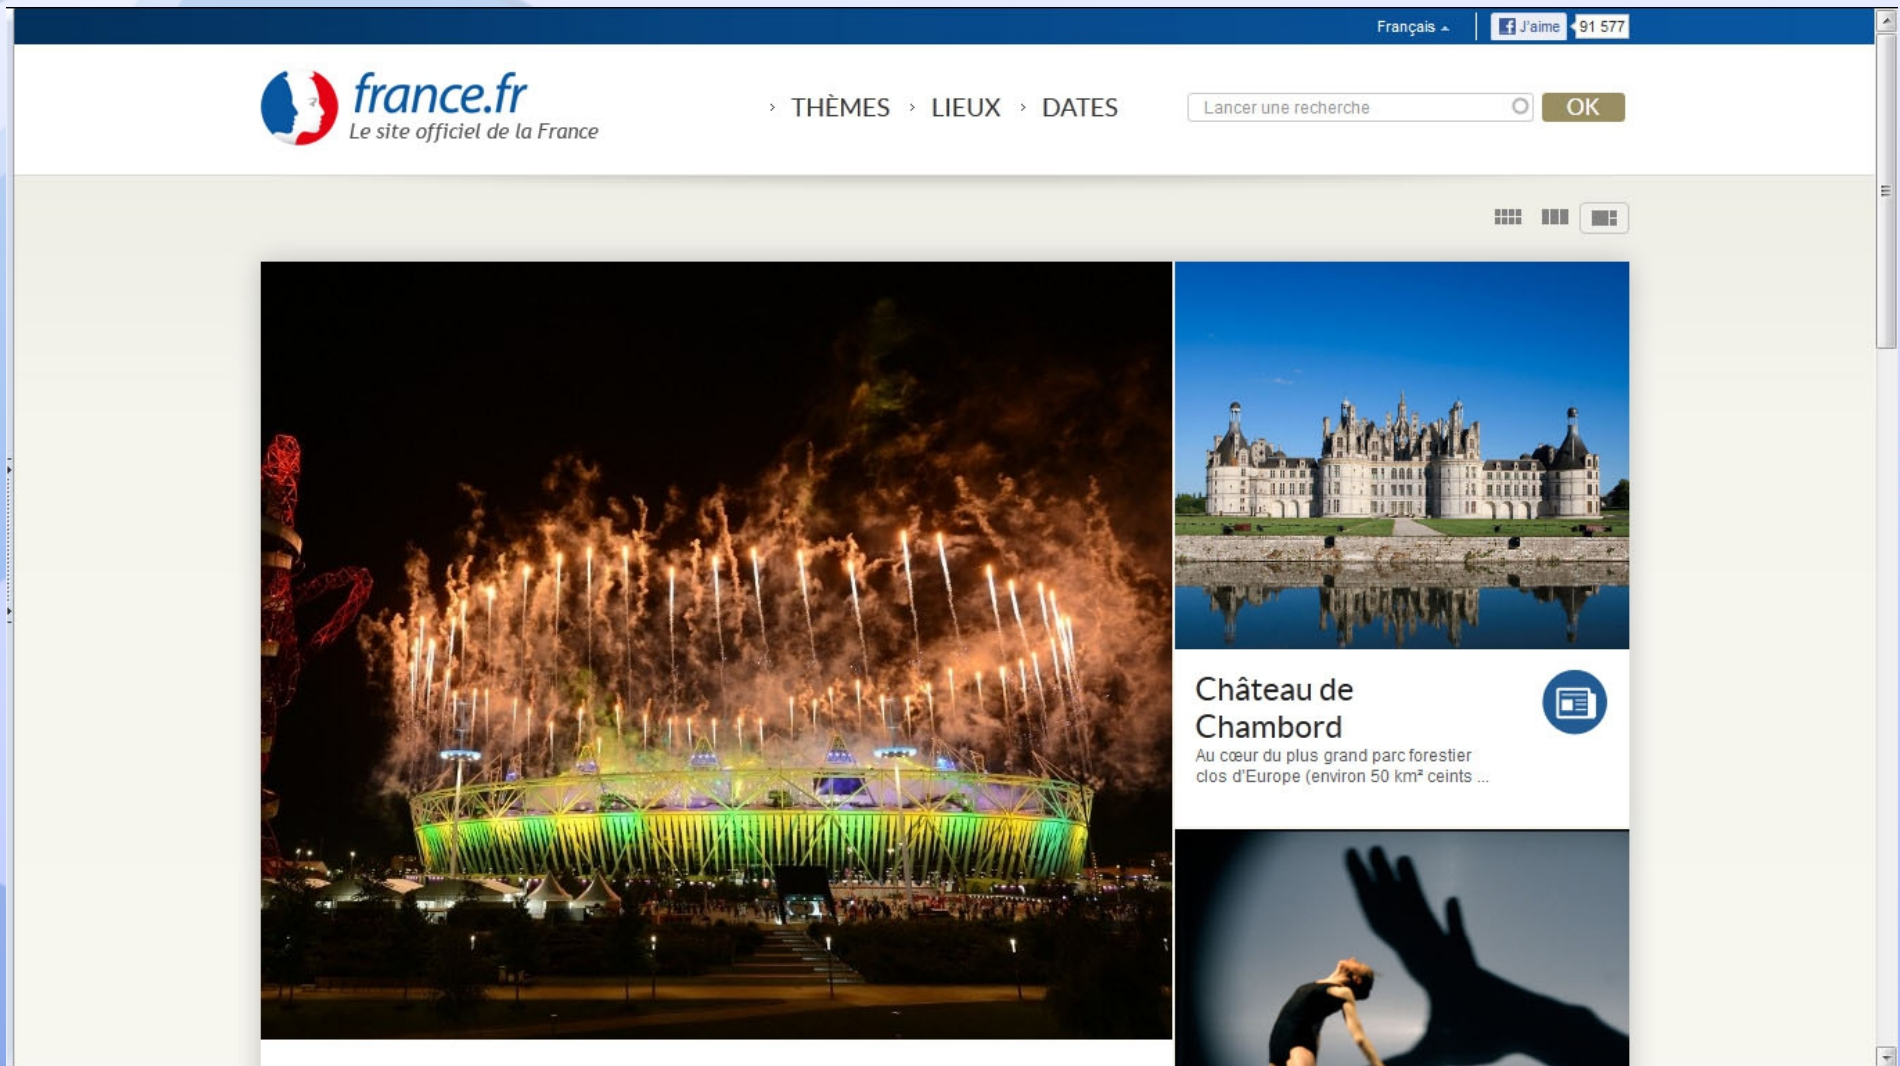 Français
J'aime
91 577
france.fr
Le site officiel de la France
THÈMES
LIEUX
DATES
Lancer une recherche
OK
Château de
Chambord
Au cœur du plus grand parc forestier
clos d'Europe (environ 50 km² ceints ...